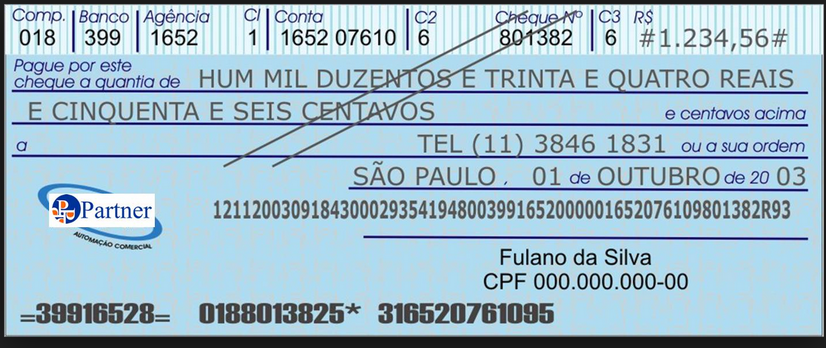 Comp. Banco Agência C1 Conta C2 Cheque Nº C3 R$
018 399 1652 1 1652 07610 6 801382 6 #1.234,56#
Pague por este
cheque a quantia de HUM MIL DUZENTOS E TRINTA E QUATRO REAIS
E CINQUENTA E SEIS CENTAVOS e centavos acima
a TEL (11) 3846 1831 ou a sua ordem
SÃO PAULO , 01 de OUTUBRO de 20 03
Partner
AUTOMAÇÃO COMERCIAL
12112003091843000293541948003991652000001652076109801382R93
Fulano da Silva
CPF 000.000.000-00
=39916528= 0188013825* 316520761095